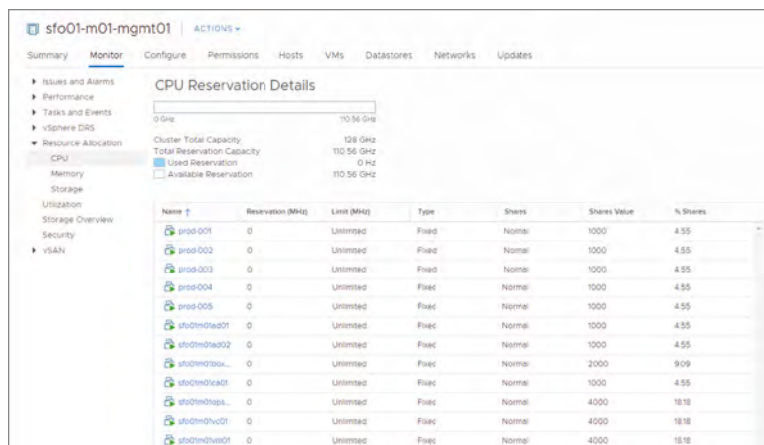 sfo01-m01-mgmt01 ACTIONS
Summary Monitor Configure Permissions Hosts VMs Datastores Networks Updates
Issues and Alarms
Performance
Tasks and Events
vSphere DRS
Resource Allocation
CPU
Memory
Storage
Utilization
Storage Overview
Security
vSAN
CPU Reservation Details
0 GHz 110.56 GHz
Cluster Total Capacity 128 GHz
Total Reservation Capacity 110.56 GHz
Used Reservation 0 Hz
Available Reservation 110.56 GHz
Name ↑ Reservation (MHz) Limit (MHz) Type Shares Shares Value % Shares
prod-001 0 Unlimited Fixed Normal 1000 4.55
prod-002 0 Unlimited Fixed Normal 1000 4.55
prod-003 0 Unlimited Fixed Normal 1000 4.55
prod-004 0 Unlimited Fixed Normal 1000 4.55
prod-005 0 Unlimited Fixed Normal 1000 4.55
sfo01m01ad01 0 Unlimited Fixed Normal 1000 4.55
sfo01m01ad02 0 Unlimited Fixed Normal 1000 4.55
sfo01m01box... 0 Unlimited Fixed Normal 2000 9.09
sfo01m01ca01 0 Unlimited Fixed Normal 1000 4.55
sfo01m01ops... 0 Unlimited Fixed Normal 4000 18.18
sfo01m01vc01 0 Unlimited Fixed Normal 4000 18.18
0 Unlimited Fixed Normal 4000 18.18